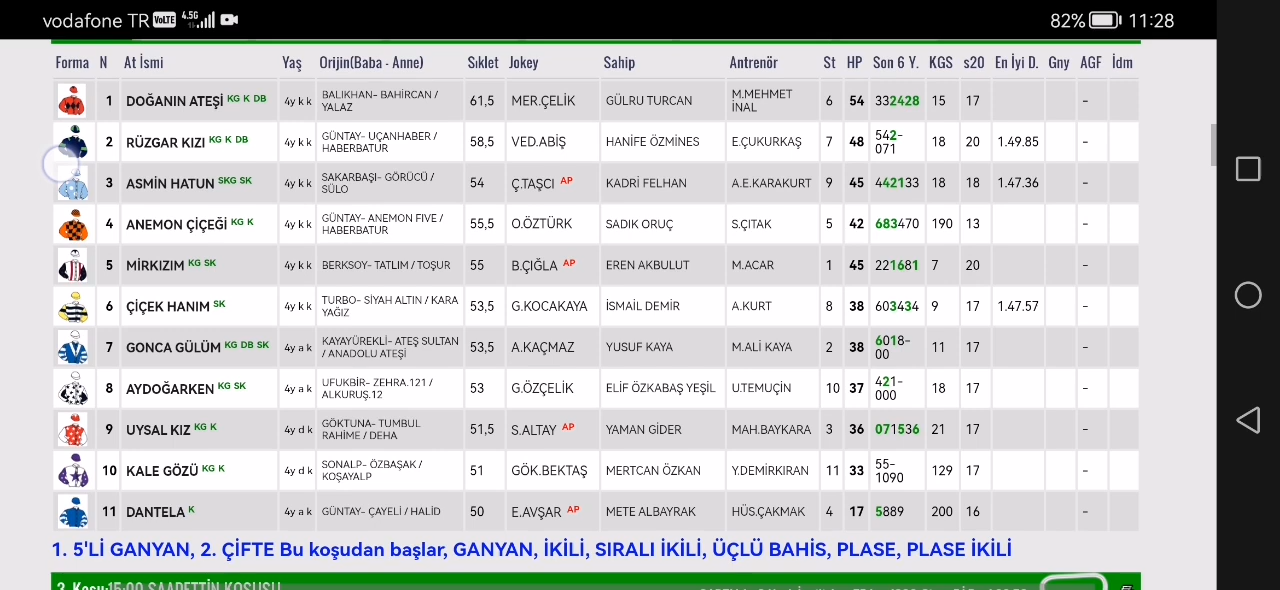 vodafone TR VoLTE 4.5G 82% 11:28
Forma N At İsmi Yaş Orijin(Baba - Anne) Sıklet Jokey Sahip Antrenör St HP Son 6 Y. KGS s20 En İyi D. Gny AGF İdm
1 DOĞANIN ATEŞİ KG K DB 4y k k BALIKHAN- BAHİRCAN / YALAZ 61,5 MER.ÇELİK GÜLRU TURCAN M.MEHMET İNAL 6 54 332428 15 17 -
2 RÜZGAR KIZI KG K DB 4y k k GÜNTAY- UÇANHABER / HABERBATUR 58,5 VED.ABİŞ HANİFE ÖZMİNES E.ÇUKURKAŞ 7 48 542-071 18 20 1.49.85 -
3 ASMİN HATUN SKG SK 4y k k SAKARBAŞI- GÖRÜCÜ / SÜLO 54 Ç.TAŞCI AP KADRİ FELHAN A.E.KARAKURT 9 45 442133 18 18 1.47.36 -
4 ANEMON ÇİÇEĞİ KG K 4y k k GÜNTAY- ANEMON FIVE / HABERBATUR 55,5 O.ÖZTÜRK SADIK ORUÇ S.ÇITAK 5 42 683470 190 13 -
5 MİRKIZIM KG SK 4y k k BERKSOY- TATLIM / TOŞUR 55 B.ÇIĞLA AP EREN AKBULUT M.ACAR 1 45 221681 7 20 -
6 ÇİÇEK HANIM SK 4y k k TURBO- SİYAH ALTIN / KARA YAĞIZ 53,5 G.KOCAKAYA İSMAİL DEMİR A.KURT 8 38 603434 9 17 1.47.57 -
7 GONCA GÜLÜM KG DB SK 4y a k KAYAYÜREKLİ- ATEŞ SULTAN / ANADOLU ATEŞİ 53,5 A.KAÇMAZ YUSUF KAYA M.ALİ KAYA 2 38 6018-00 11 17 -
8 AYDOĞARKEN KG SK 4y a k UFUKBİR- ZEHRA.121 / ALKURUŞ.12 53 G.ÖZÇELİK ELİF ÖZKABAŞ YEŞİL U.TEMUÇİN 10 37 421-000 18 17 -
9 UYSAL KIZ KG K 4y d k GÖKTUNA- TUMBUL RAHİME / DEHA 51,5 S.ALTAY AP YAMAN GİDER MAH.BAYKARA 3 36 071536 21 17 -
10 KALE GÖZÜ KG K 4y d k SONALP- ÖZBAŞAK / KOŞAYALP 51 GÖK.BEKTAŞ MERTCAN ÖZKAN Y.DEMİRKIRAN 11 33 55-1090 129 17 -
11 DANTELA K 4y a k GÜNTAY- ÇAYELİ / HALİD 50 E.AVŞAR AP METE ALBAYRAK HÜS.ÇAKMAK 4 17 5889 200 16 -
1. 5'Lİ GANYAN, 2. ÇİFTE Bu koşudan başlar, GANYAN, İKİLİ, SIRALI İKİLİ, ÜÇLÜ BAHİS, PLASE, PLASE İKİLİ